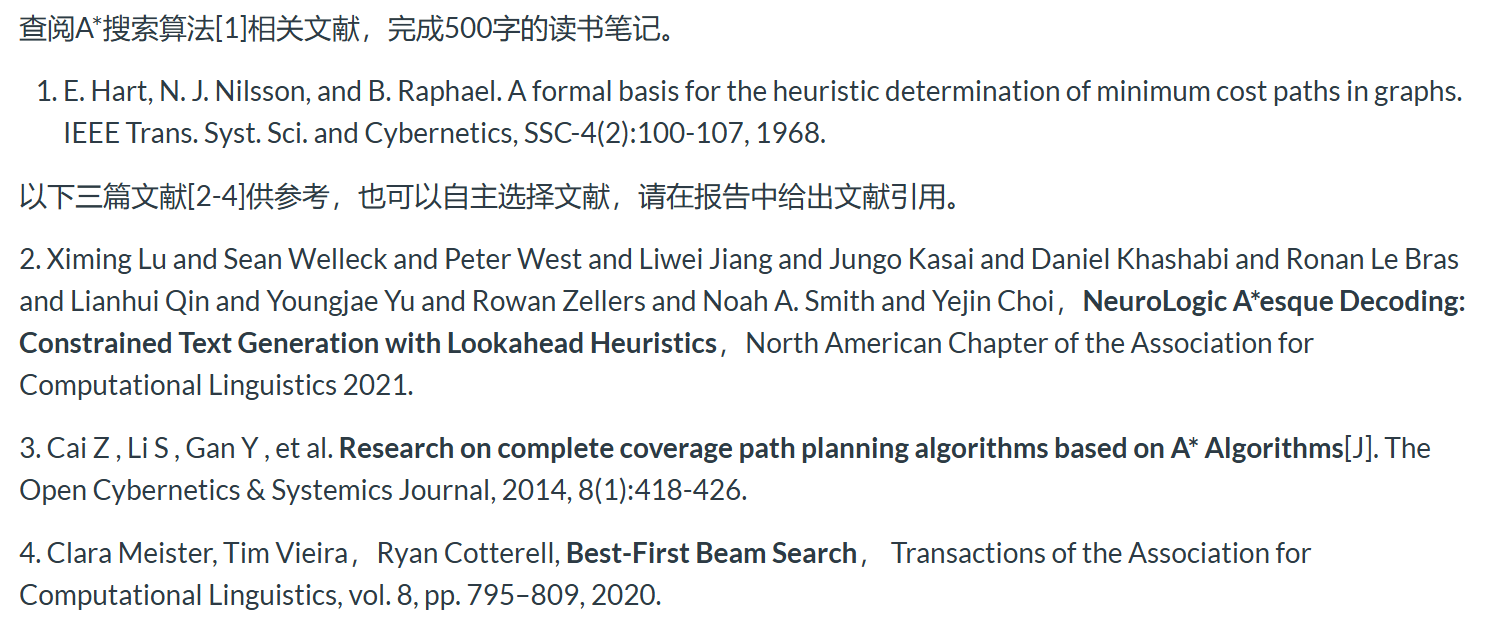 查阅A*搜索算法[1]相关文献，完成500字的读书笔记。
1. E. Hart, N. J. Nilsson, and B. Raphael. A formal basis for the heuristic determination of minimum cost paths in graphs.
IEEE Trans. Syst. Sci. and Cybernetics, SSC-4(2):100-107, 1968.
以下三篇文献[2-4]供参考，也可以自主选择文献，请在报告中给出文献引用。
2. Ximing Lu and Sean Welleck and Peter West and Liwei Jiang and Jungo Kasai and Daniel Khashabi and Ronan Le Bras
and Lianhui Qin and Youngjae Yu and Rowan Zellers and Noah A. Smith and Yejin Choi，NeuroLogic A*esque Decoding:
Constrained Text Generation with Lookahead Heuristics，North American Chapter of the Association for
Computational Linguistics 2021.
3. Cai Z , Li S , Gan Y , et al. Research on complete coverage path planning algorithms based on A* Algorithms[J]. The
Open Cybernetics & Systemics Journal, 2014, 8(1):418-426.
4. Clara Meister, Tim Vieira，Ryan Cotterell, Best-First Beam Search， Transactions of the Association for
Computational Linguistics, vol. 8, pp. 795–809, 2020.